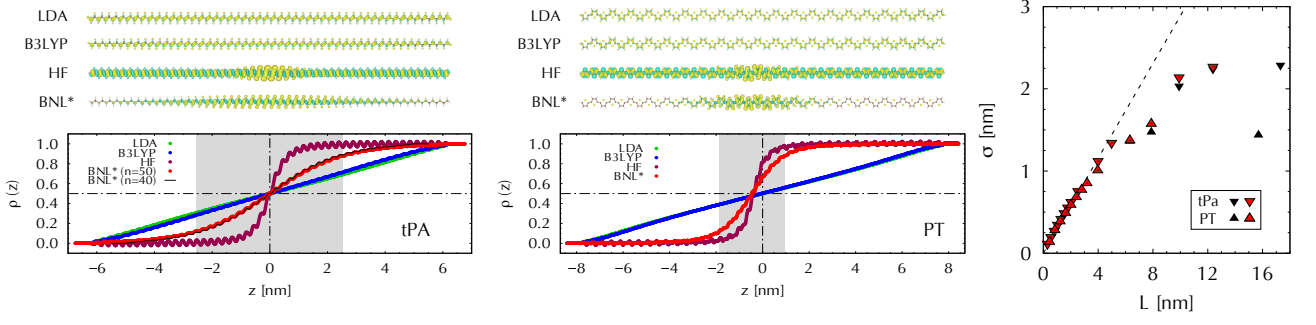 LDA
B3LYP
HF
BNL*
1.0
0.8
0.6
0.4
0.2
0.0
ρ (z)
LDA
B3LYP
HF
BNL* (n=50)
BNL* (n=40)
tPA
−6 −4 −2 0 2 4 6
z [nm]
LDA
B3LYP
HF
BNL*
1.0
0.8
0.6
0.4
0.2
0.0
ρ (z)
LDA
B3LYP
HF
BNL*
PT
−8 −6 −4 −2 0 2 4 6 8
z [nm]
3
2
1
0
σ [nm]
tPa
PT
0 4 8 12 16
L [nm]